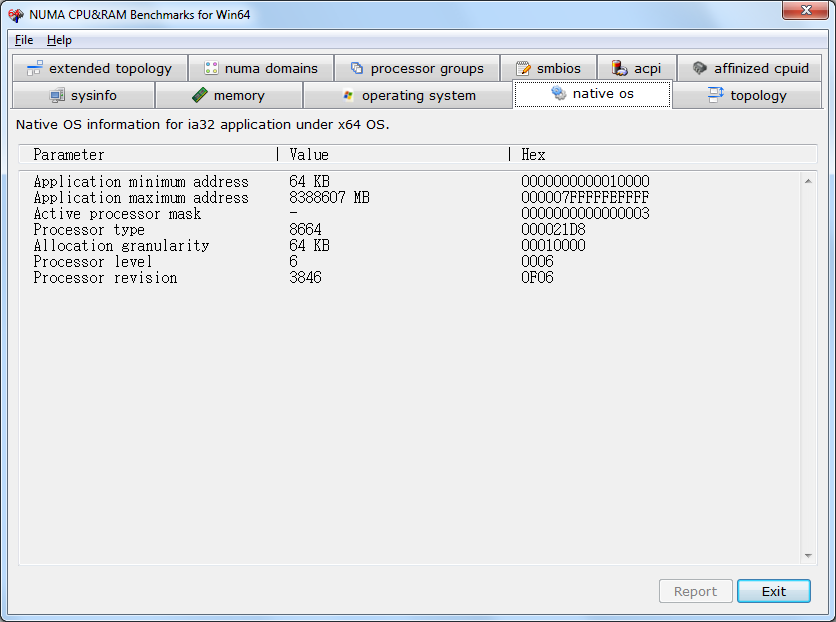 NUMA CPU&RAM Benchmarks for Win64
File Help
extended topology numa domains processor groups smbios acpi affinized cpuid
sysinfo memory operating system native os topology
Native OS information for ia32 application under x64 OS.
Parameter | Value | Hex
Application minimum address 64 KB 0000000000010000
Application maximum address 8388607 MB 000007FFFFFEFFFF
Active processor mask - 0000000000000003
Processor type 8664 000021D8
Allocation granularity 64 KB 00010000
Processor level 6 0006
Processor revision 3846 0F06
Report Exit